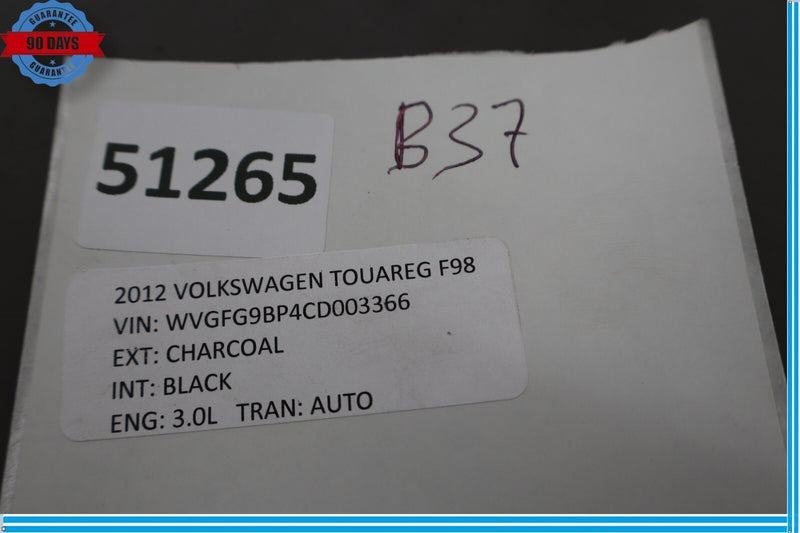 GUARANTEE
90 DAYS
GUARANTEE
B37
51265
2012 VOLKSWAGEN TOUAREG F98
VIN: WVGFG9BP4CD003366
EXT: CHARCOAL
INT: BLACK
ENG: 3.0L TRAN: AUTO